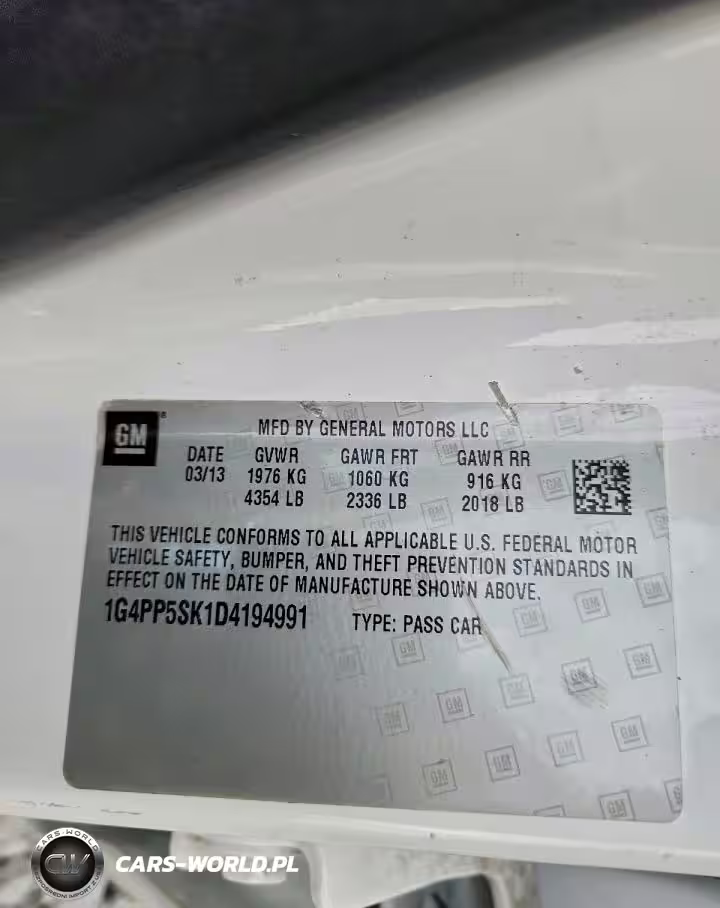 GM
MFD BY GENERAL MOTORS LLC
DATE GVWR GAWR FRT GAWR RR
03/13 1976 KG 1060 KG 916 KG
4354 LB 2336 LB 2018 LB
THIS VEHICLE CONFORMS TO ALL APPLICABLE U.S. FEDERAL MOTOR
VEHICLE SAFETY, BUMPER, AND THEFT PREVENTION STANDARDS IN
EFFECT ON THE DATE OF MANUFACTURE SHOWN ABOVE.
1G4PP5SK1D4194991 TYPE: PASS CAR
CARS-WORLD
CW
CARS-WORLD.PL